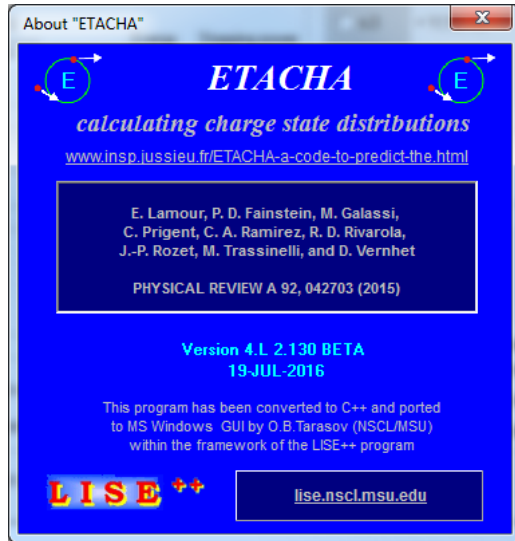 About "ETACHA"
x
E
ETACHA
E
calculating charge state distributions
www.insp.jussieu.fr/ETACHA-a-code-to-predict-the.html
E. Lamour, P. D. Fainstein, M. Galassi,
C. Prigent, C. A. Ramirez, R. D. Rivarola,
J.-P. Rozet, M. Trassinelli, and D. Vernhet
PHYSICAL REVIEW A 92, 042703 (2015)
Version 4.L 2.130 BETA
19-JUL-2016
This program has been converted to C++ and ported
to MS Windows GUI by O.B.Tarasov (NSCL/MSU)
within the framework of the LISE++ program
LISE++
lise.nscl.msu.edu